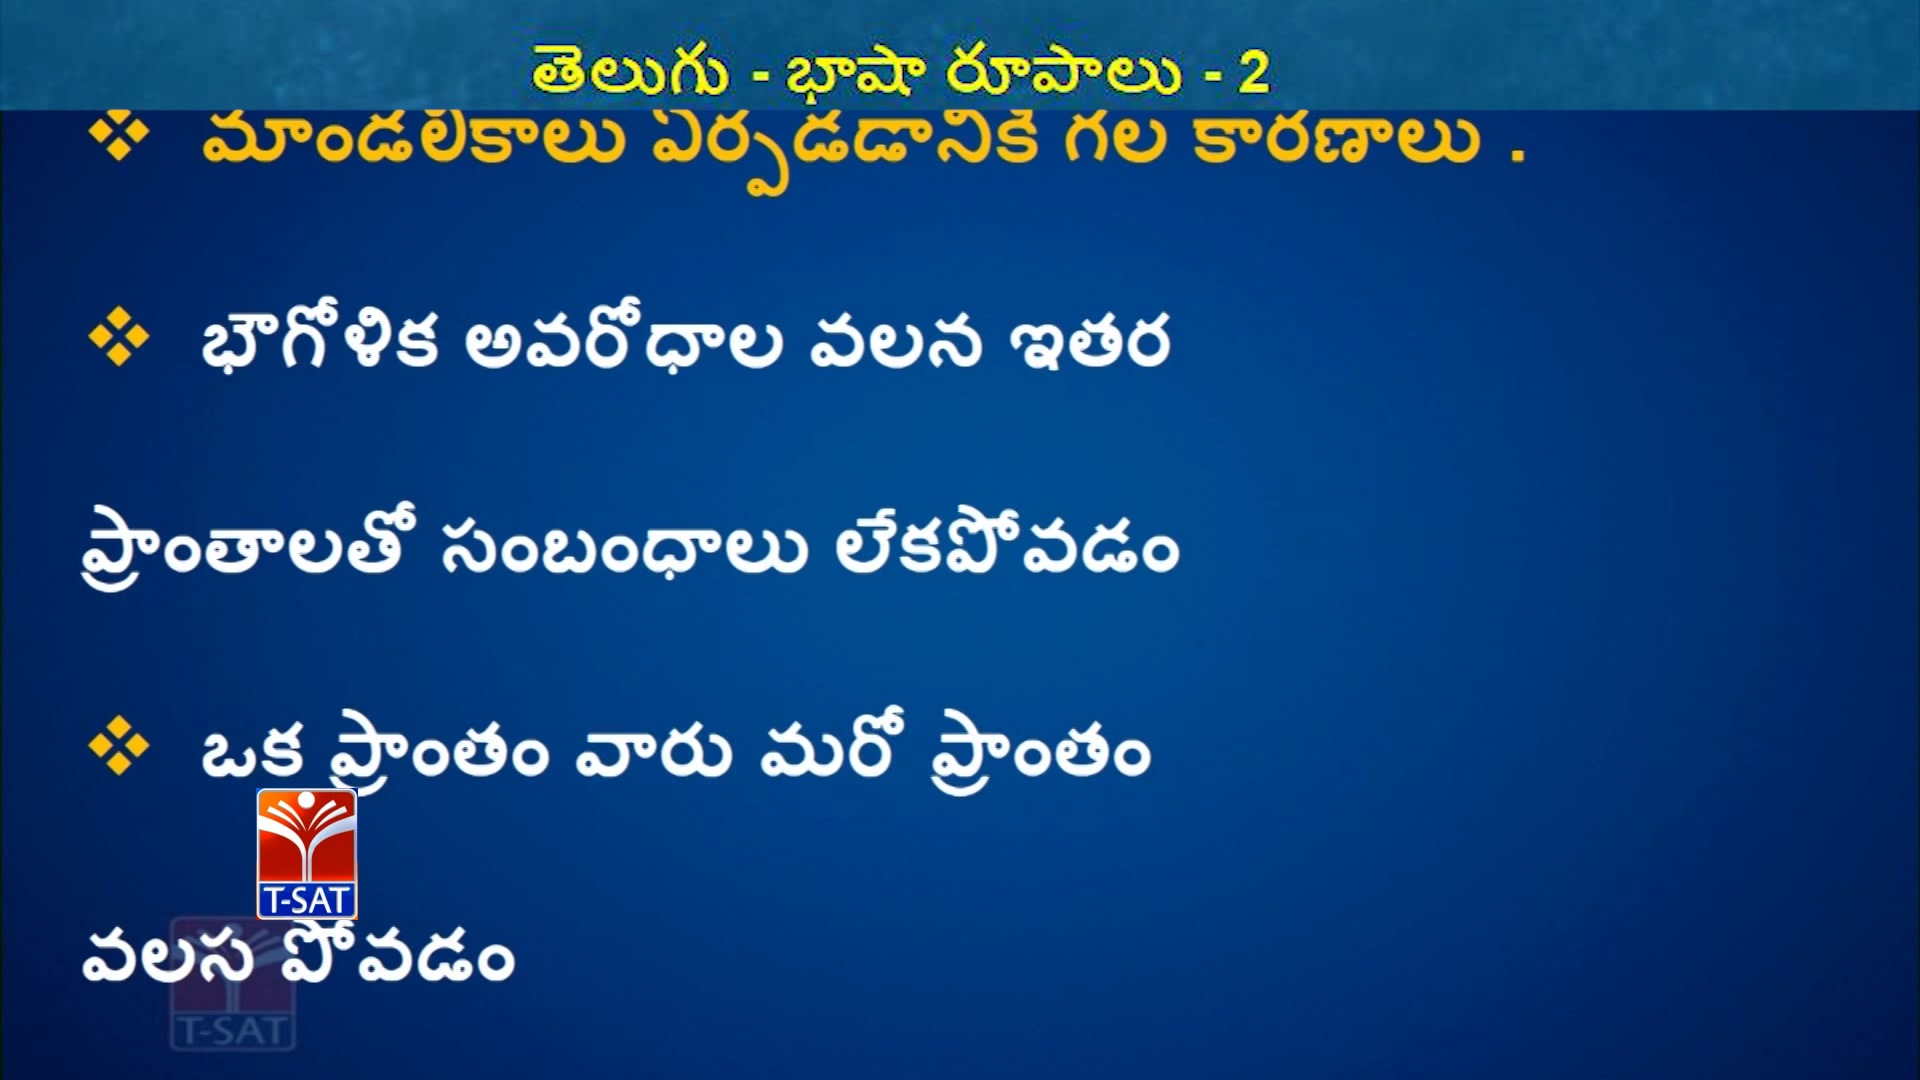 తెలుగు - భాషా రూపాలు - 2
మాండలికాలు ఏర్పడడానికి గల కారణాలు .
భౌగోళిక అవరోధాల వలన ఇతర
ప్రాంతాలతో సంబంధాలు లేకపోవడం
ఒక ప్రాంతం వారు మరో ప్రాంతం
T-SAT
వలస పోవడం
T-SAT